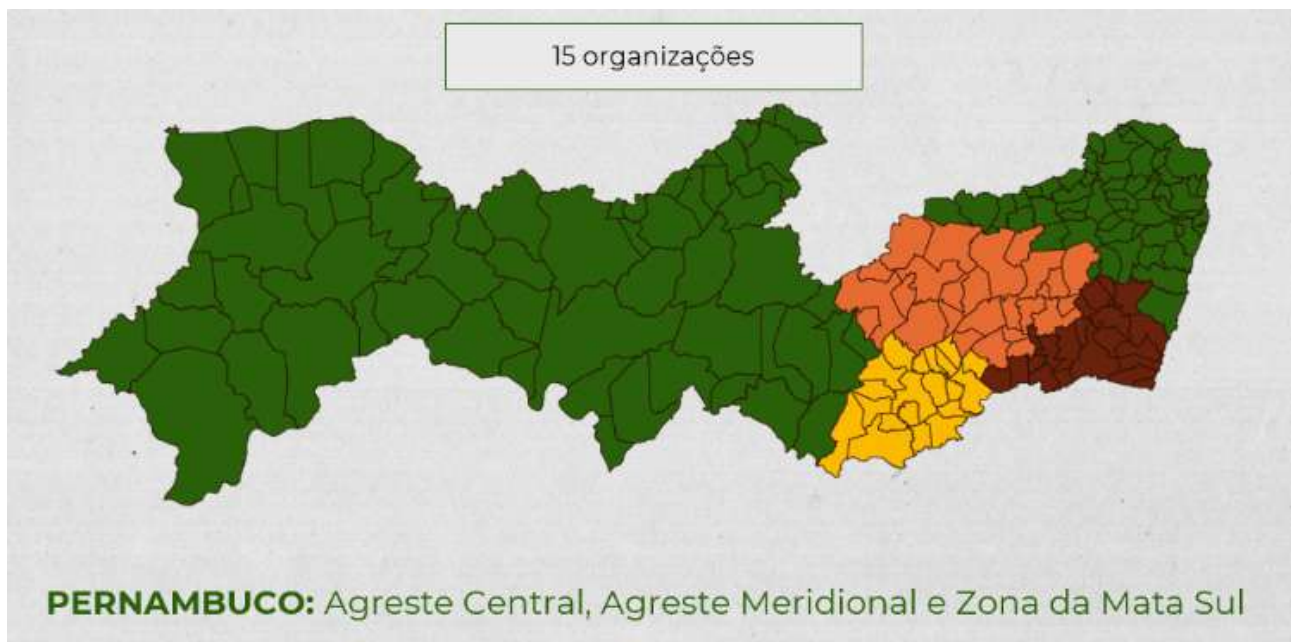 15 organizações
PERNAMBUCO: Agreste Central, Agreste Meridional e Zona da Mata Sul